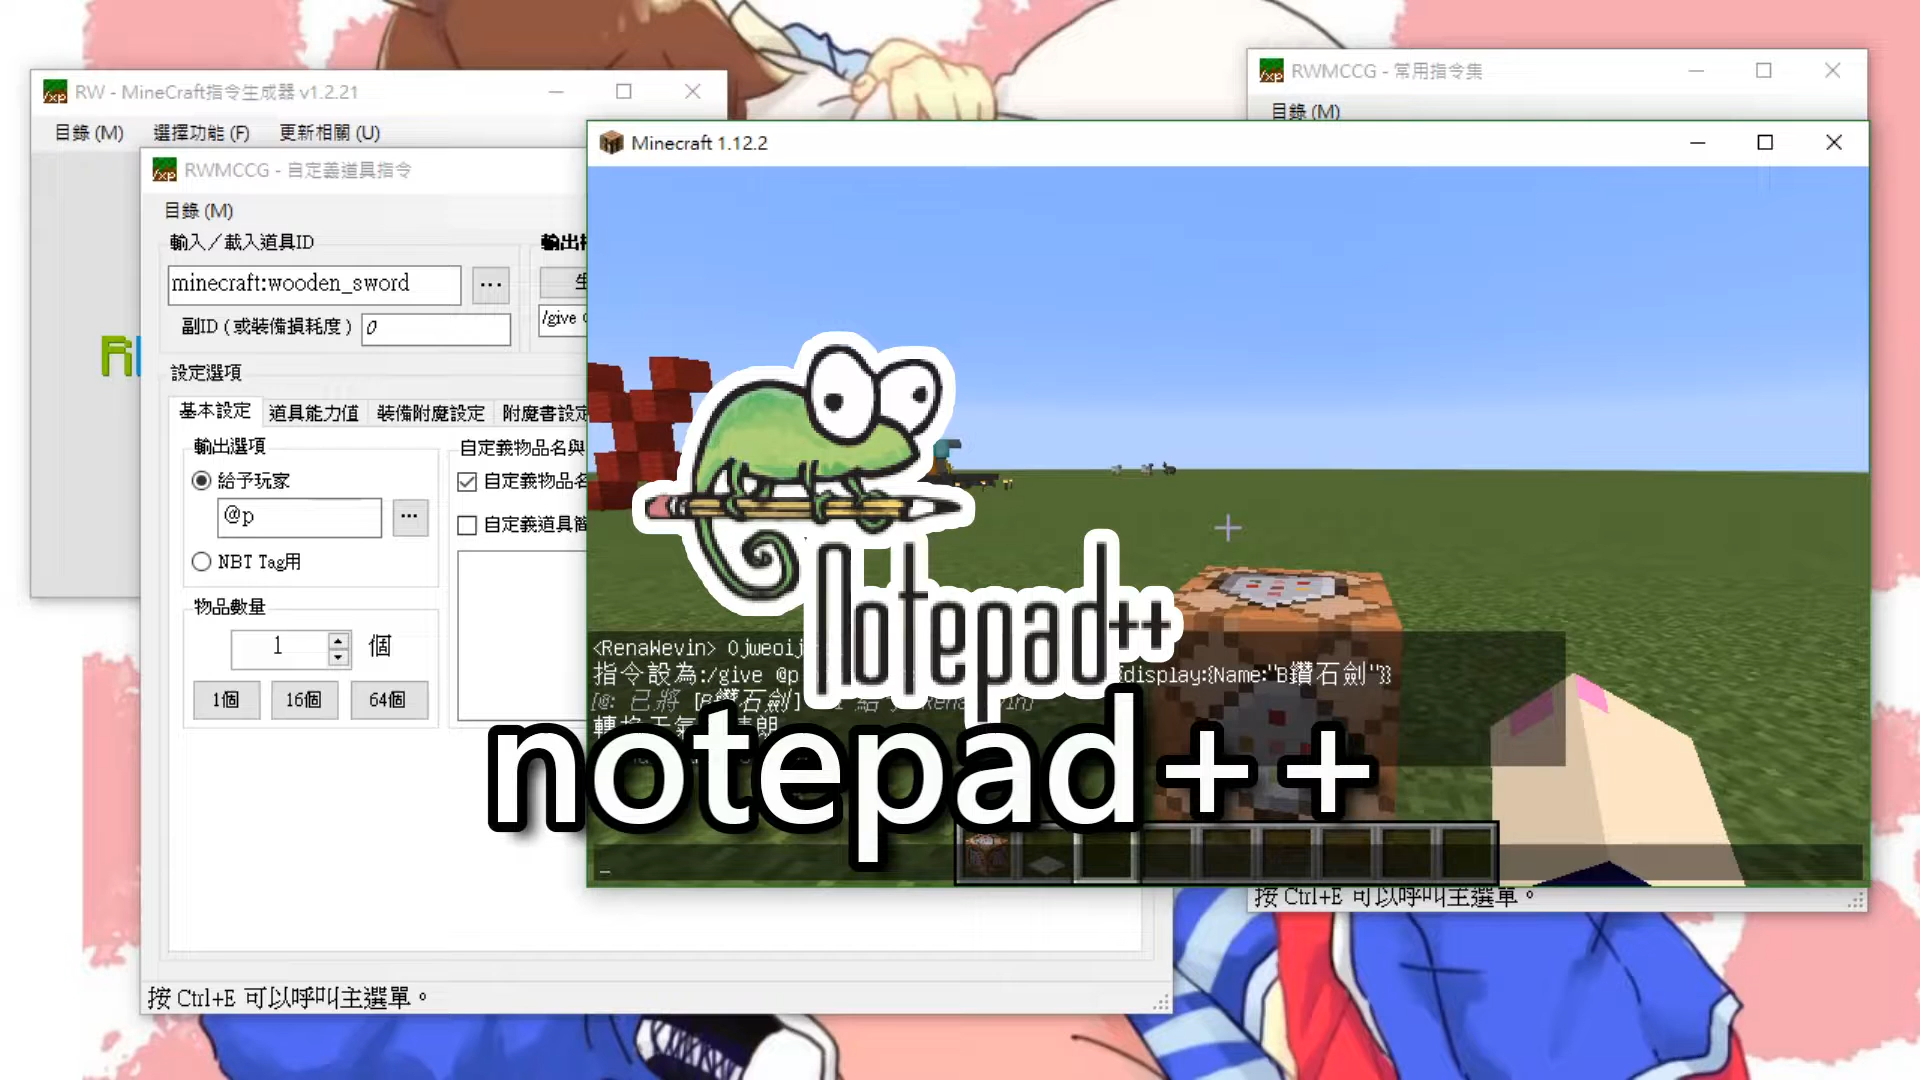 RW - MineCraft指令生成器 v1.2.21
目錄 (M) 選擇功能 (F) 更新相關 (U)
RWMCCG - 自定義道具指令
目錄 (M)
輸入／載入道具ID
minecraft:wooden_sword
...
副ID ( 或裝備損耗度 )
0
輸出
/give
設定選項
基本設定 道具能力值 裝備附魔設定 附魔書設定
輸出選項
給予玩家
@p
...
NBT Tag用
自定義物品名與
自定義物品名
自定義道具簡
物品數量
1
個
1個 16個 64個
按 Ctrl+E 可以呼叫主選單。
RWMCCG - 常用指令集
目錄 (M)
按 Ctrl+E 可以呼叫主選單。
Minecraft 1.12.2
<RenaWevin> Ojweoij
指令設為:/give @p display:{Name:"B鑽石劍"}}
[@: 已將 [B鑽石劍]
Notepad++
notepad++